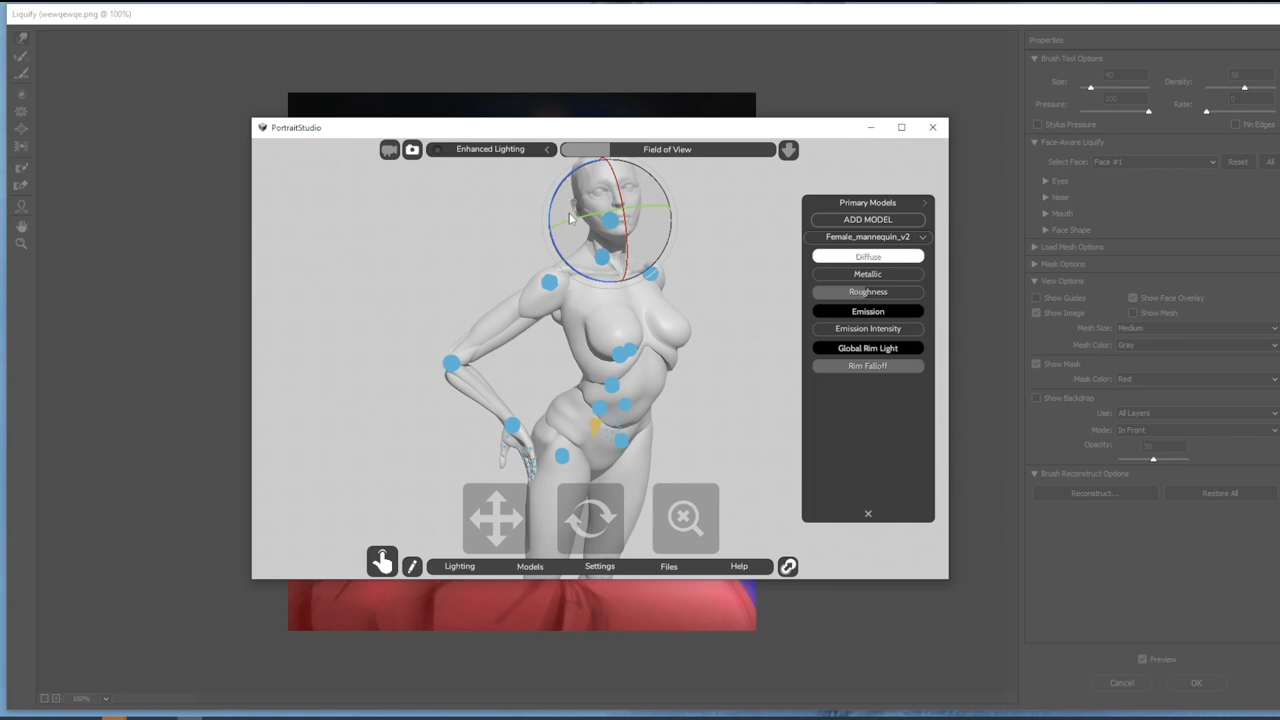 Liquify (wewqewqe.png @ 100%)
Properties
Brush Tool Options
Size: 40 Density: 56
Pressure: 100 Rate: 0
Stylus Pressure Pin Edges
Face-Aware Liquify
Select Face: Face #1 Reset All
Eyes
Nose
Mouth
Face Shape
Load Mesh Options
Mask Options
View Options
Show Guides Show Face Overlay
Show Image Show Mesh
Mesh Size: Medium
Mesh Color: Gray
Show Mask
Mask Color: Red
Show Backdrop
Use: All Layers
Mode: In Front
Opacity: 50
Brush Reconstruct Options
Reconstruct... Restore All
Preview
Cancel OK
100%
PortraitStudio
Enhanced Lighting Field of View
Primary Models
ADD MODEL
Female_mannequin_v2
Diffuse
Metallic
Roughness
Emission
Emission Intensity
Global Rim Light
Rim Falloff
Lighting Models Settings Files Help